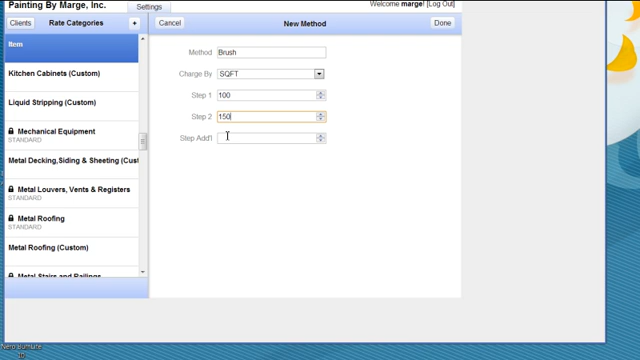 Painting By Marge, Inc.
Settings
Welcome marge! [Log Out]
Clients
Rate Categories
+
Cancel
New Method
Done
Item
Kitchen Cabinets (Custom)
Liquid Stripping (Custom)
Mechanical Equipment
STANDARD
Metal Decking,Siding & Sheeting (Cust
Metal Louvers, Vents & Registers
STANDARD
Metal Roofing
STANDARD
Metal Roofing (Custom)
Metal Stairs and Railings
Method Brush
Charge By SQFT
Step 1 100
Step 2 150
Step Add'l